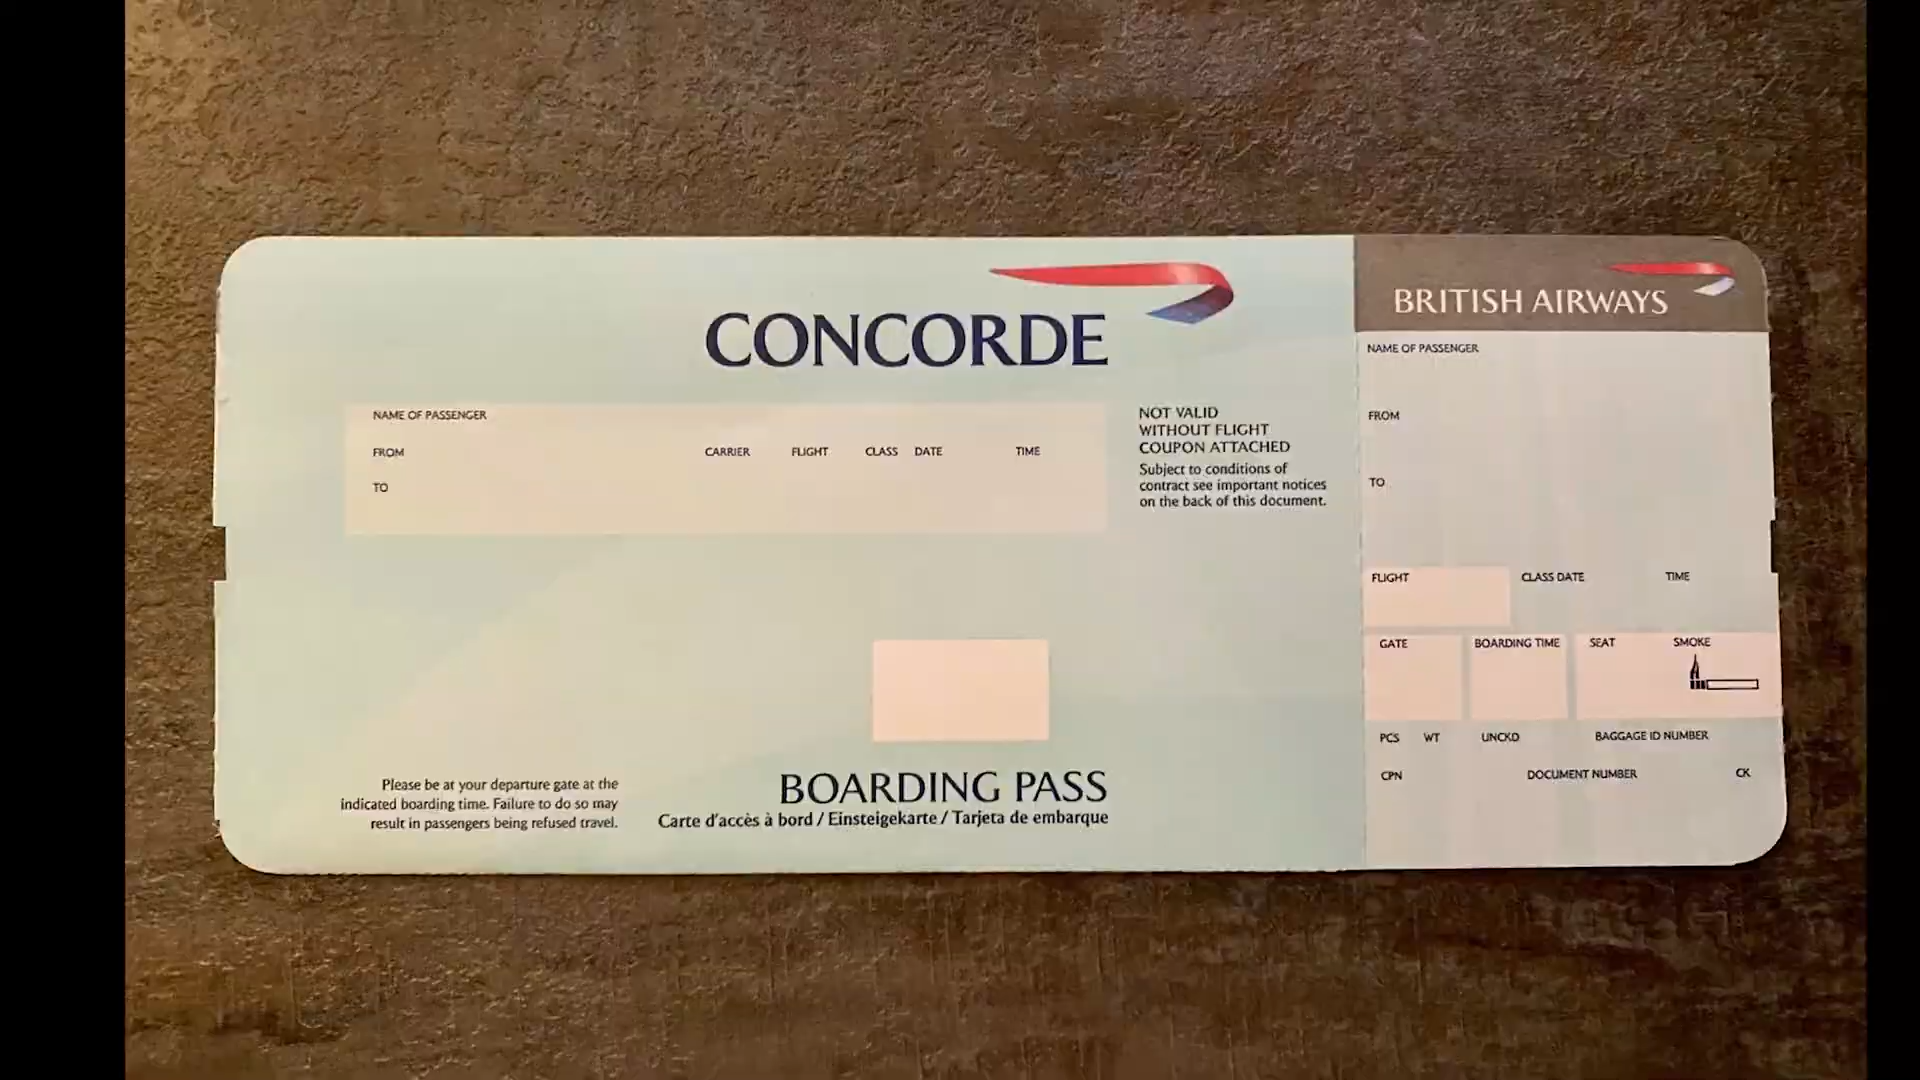 CONCORDE
NAME OF PASSENGER
FROM CARRIER FLIGHT CLASS DATE TIME
TO
NOT VALID
WITHOUT FLIGHT
COUPON ATTACHED
Subject to conditions of
contract see important notices
on the back of this document.
Please be at your departure gate at the
indicated boarding time. Failure to do so may
result in passengers being refused travel.
BOARDING PASS
Carte d'accès à bord / Einsteigekarte / Tarjeta de embarque
BRITISH AIRWAYS
NAME OF PASSENGER
FROM
TO
FLIGHT CLASS DATE TIME
GATE BOARDING TIME SEAT SMOKE
PCS WT UNCKD BAGGAGE ID NUMBER
CPN DOCUMENT NUMBER CK